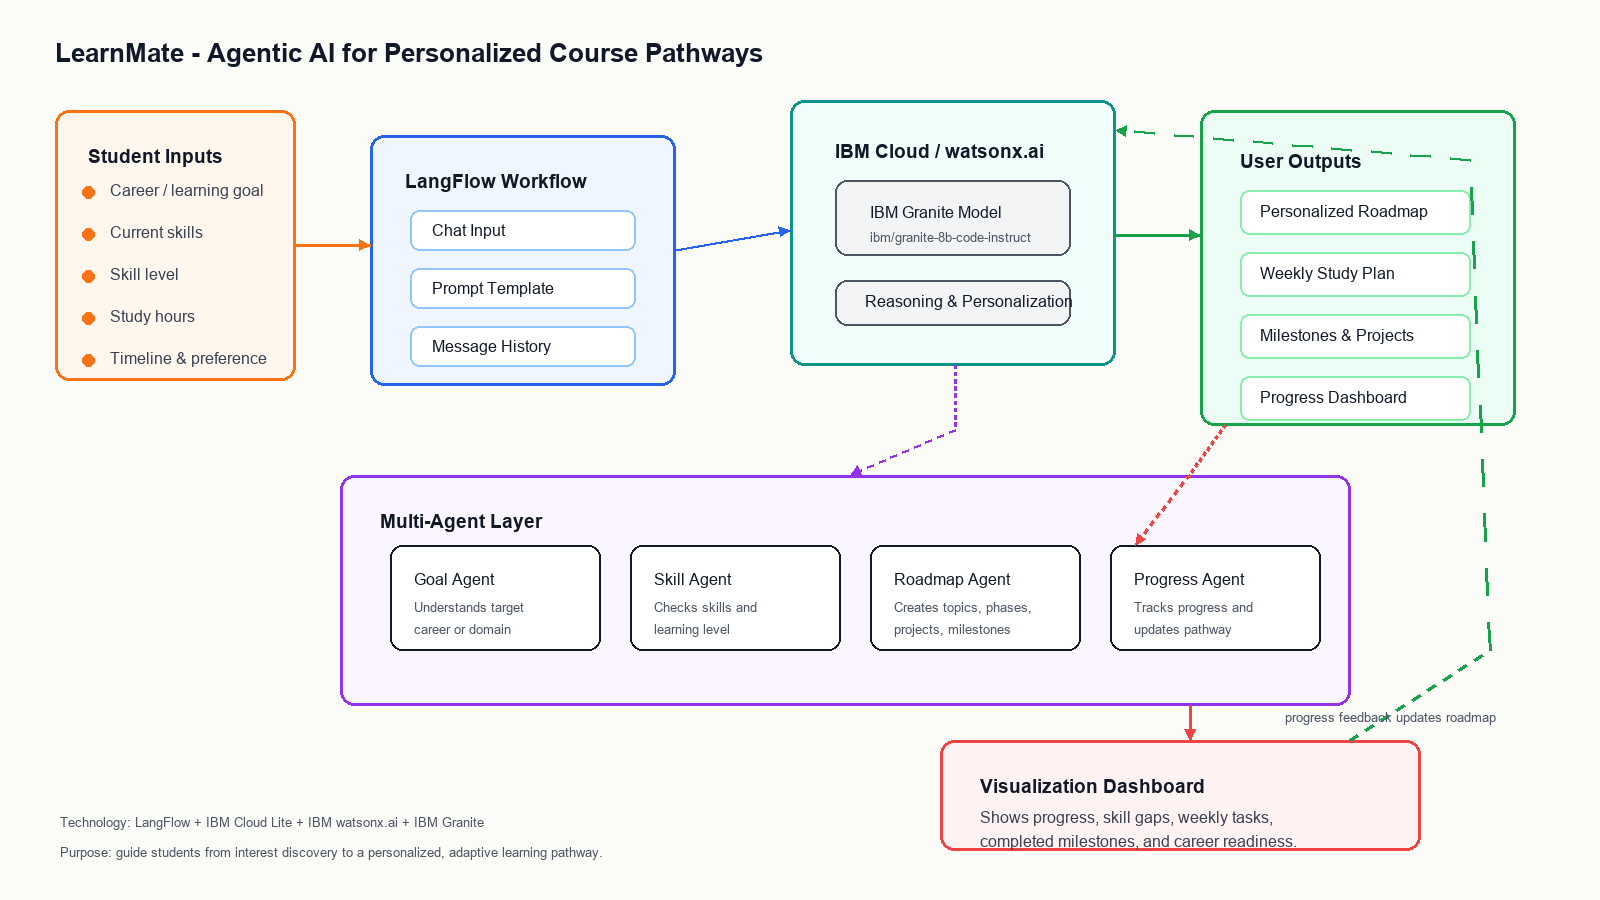 LearnMate - Agentic AI for Personalized Course Pathways
Student Inputs
Career / learning goal
Current skills
Skill level
Study hours
Timeline & preference
LangFlow Workflow
Chat Input
Prompt Template
Message History
IBM Cloud / watsonx.ai
IBM Granite Model
ibm/granite-8b-code-instruct
Reasoning & Personalization
User Outputs
Personalized Roadmap
Weekly Study Plan
Milestones & Projects
Progress Dashboard
Multi-Agent Layer
Goal Agent
Understands target
career or domain
Skill Agent
Checks skills and
learning level
Roadmap Agent
Creates topics, phases,
projects, milestones
Progress Agent
Tracks progress and
updates pathway
progress feedback updates roadmap
Visualization Dashboard
Shows progress, skill gaps, weekly tasks,
completed milestones, and career readiness.
Technology: LangFlow + IBM Cloud Lite + IBM watsonx.ai + IBM Granite
Purpose: guide students from interest discovery to a personalized, adaptive learning pathway.